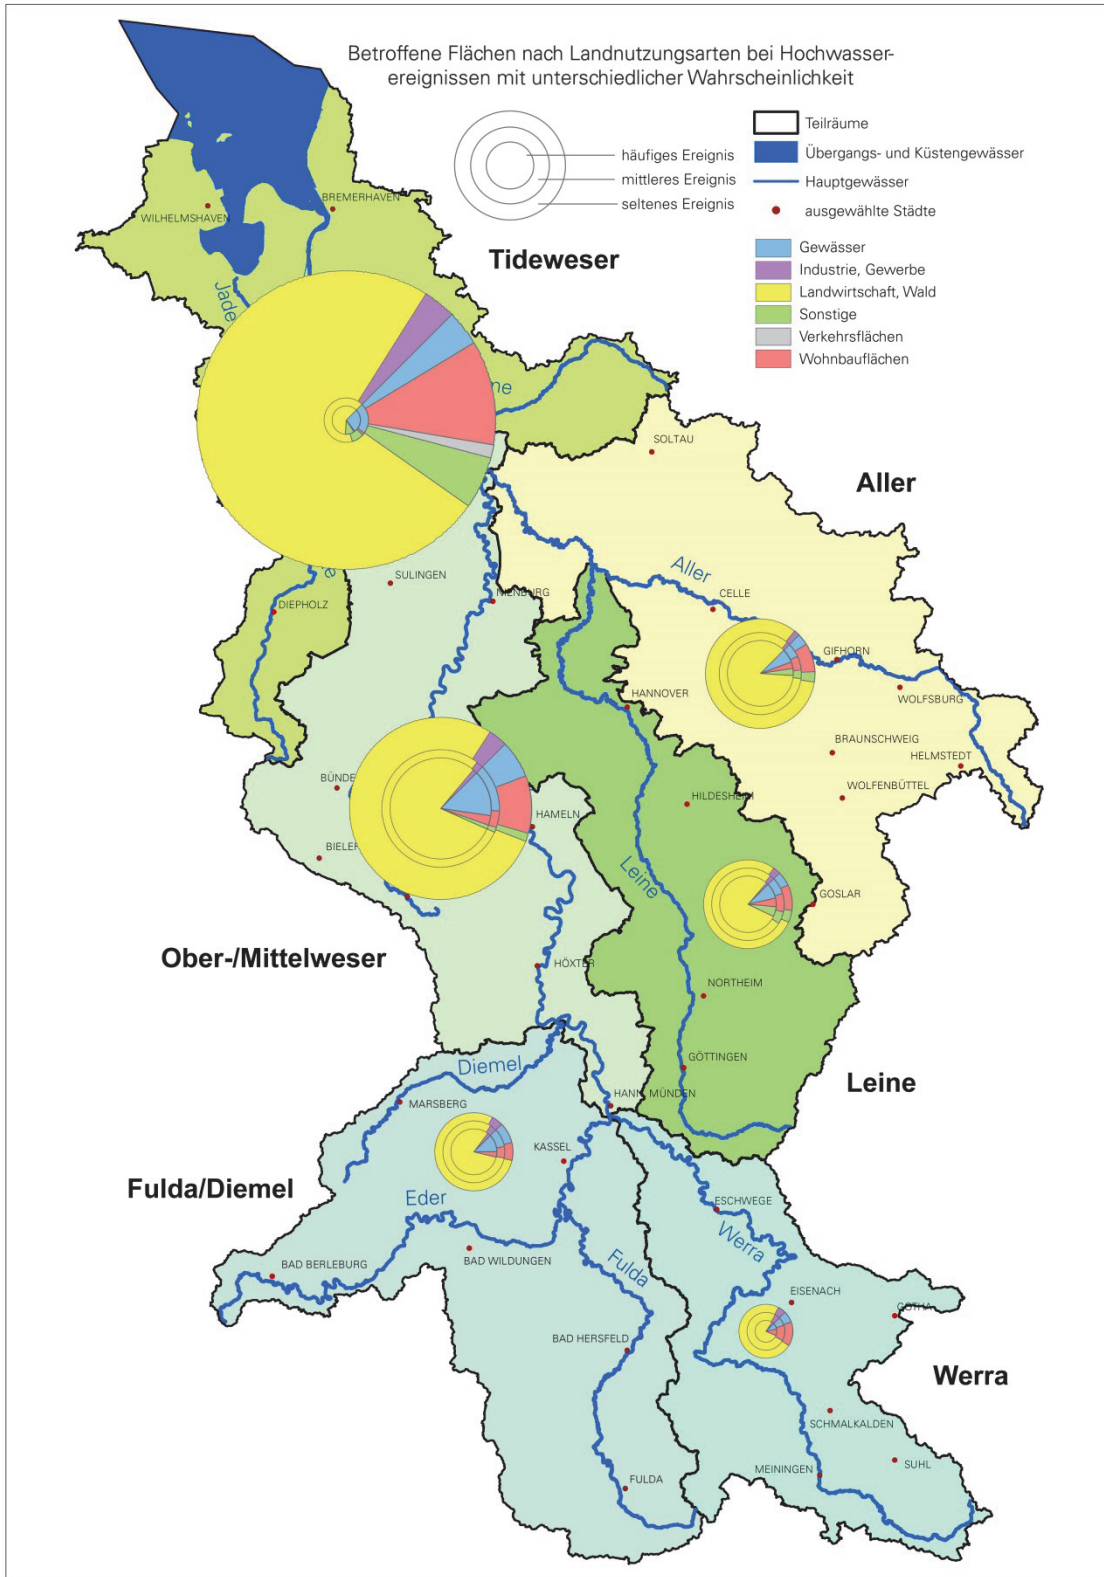 Betroffene Flächen nach Landnutzungsarten bei Hochwasser-
ereignissen mit unterschiedlicher Wahrscheinlichkeit
häufiges Ereignis
mittleres Ereignis
seltenes Ereignis
Teilräume
Übergangs- und Küstengewässer
Hauptgewässer
ausgewählte Städte
Gewässer
Industrie, Gewerbe
Landwirtschaft, Wald
Sonstige
Verkehrsflächen
Wohnbauflächen
BREMERHAVEN
WILHELMSHAVEN
Tideweser
Jade
ne
SOLTAU
Aller
Aller
SULINGEN
NIENBURG
CELLE
DIEPHOLZ
GIFHORN
WOLFSBURG
HANNOVER
BRAUNSCHWEIG
HELMSTEDT
BÜNDE
WOLFENBÜTTEL
HILDESHEIM
HAMELN
BIELEF
Leine
GOSLAR
Ober-/Mittelweser
HÖXTER
NORTHEIM
Diemel
GÖTTINGEN
Leine
MARSBERG
HANN. MÜNDEN
KASSEL
Fulda/Diemel
Eder
ESCHWEGE
Werra
BAD WILDUNGEN
BAD BERLEBURG
Fulda
EISENACH
GOTHA
BAD HERSFELD
Werra
SCHMALKALDEN
SUHL
MEININGEN
FULDA